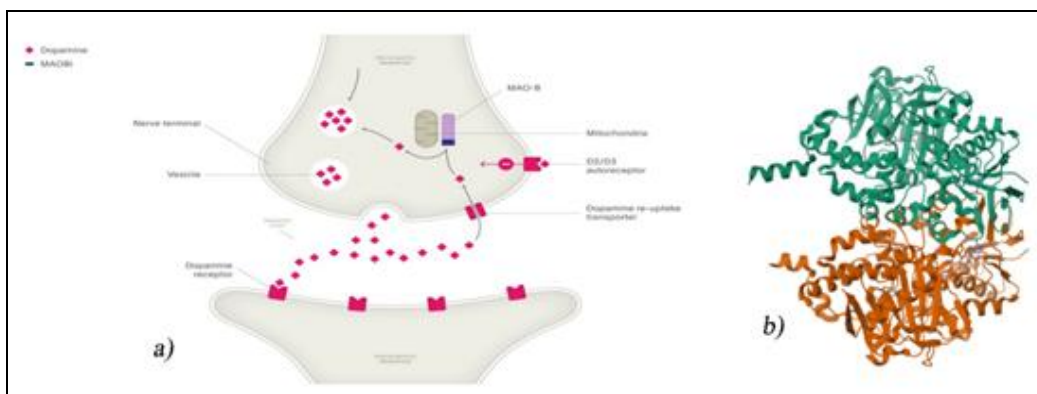 Dopamine
MAOBI
MAO-B
Nerve terminal
Mitochondria
D2/D3
autoreceptor
Vesicle
Dopamine re-uptake
transporter
Dopamine
receptor
a)
b)